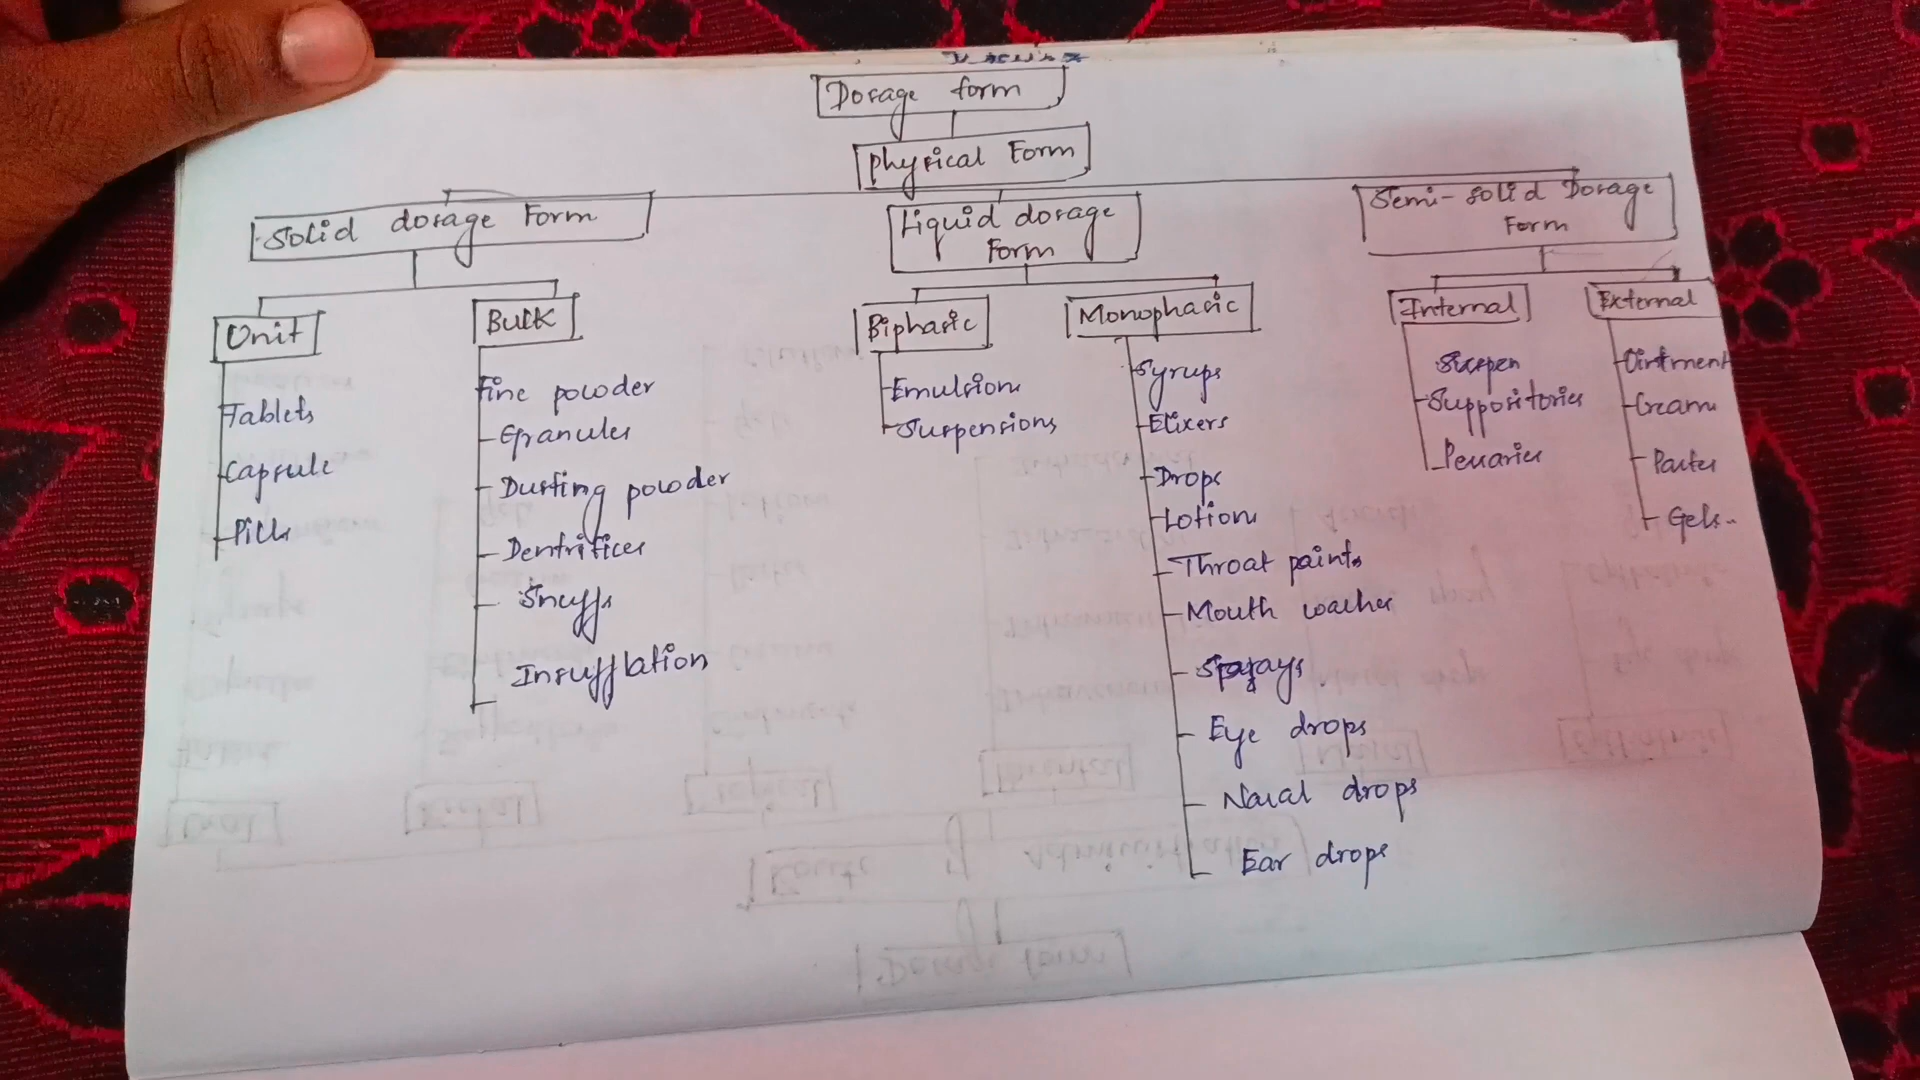 Dosage form
physical Form
Solid dosage Form
Liquid dosage
Form
Semi-solid Dosage
Form
Unit
Tablets
Capsule
Pills
Bulk
Fine powder
Granules
Dusting powder
Dentrifices
Snuffs
Insufflation
Biphasic
Emulsions
Suspensions
Monophasic
Syrups
Elixers
Drops
Lotions
Throat paints
Mouth washes
Sprays
Eye drops
Nasal drops
Ear drops
Internal
Suspen
Suppositories
Pessaries
External
Ointment
Creams
Pastes
Gels..